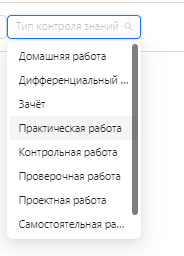 Тип контроля знаний
Домашняя работа
Дифференциальный ...
Зачёт
Практическая работа
Контрольная работа
Проверочная работа
Проектная работа
Самостоятельная ра...